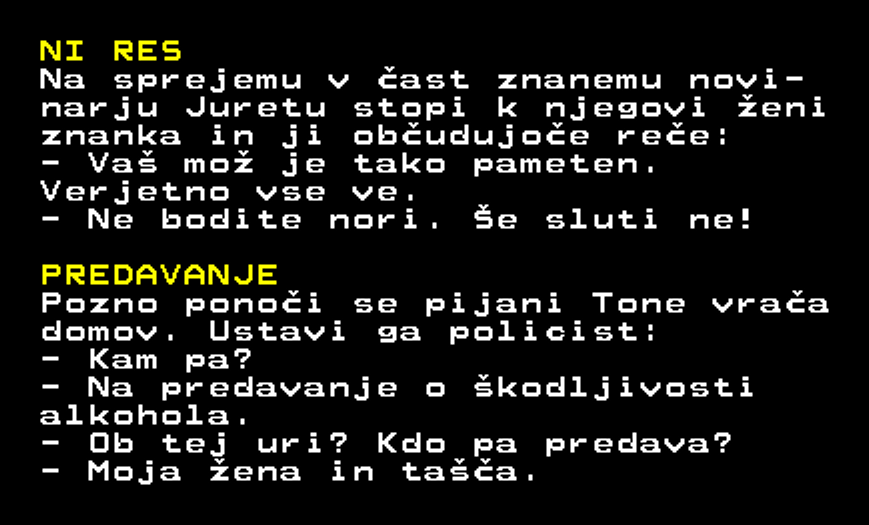 NI RES
Na sprejemu v čast znanemu novi-
narju Juretu stopi k njegovi ženi
znanka in ji občudujoče reče:
- Vaš mož je tako pameten.
Verjetno vse ve.
- Ne bodite nori. Še sluti ne!
PREDAVANJE
Pozno ponoči se pijani Tone vrača
domov. Ustavi ga policist:
- Kam pa?
- Na predavanje o škodljivosti
alkohola.
- Ob tej uri? Kdo pa predava?
- Moja žena in tašča.